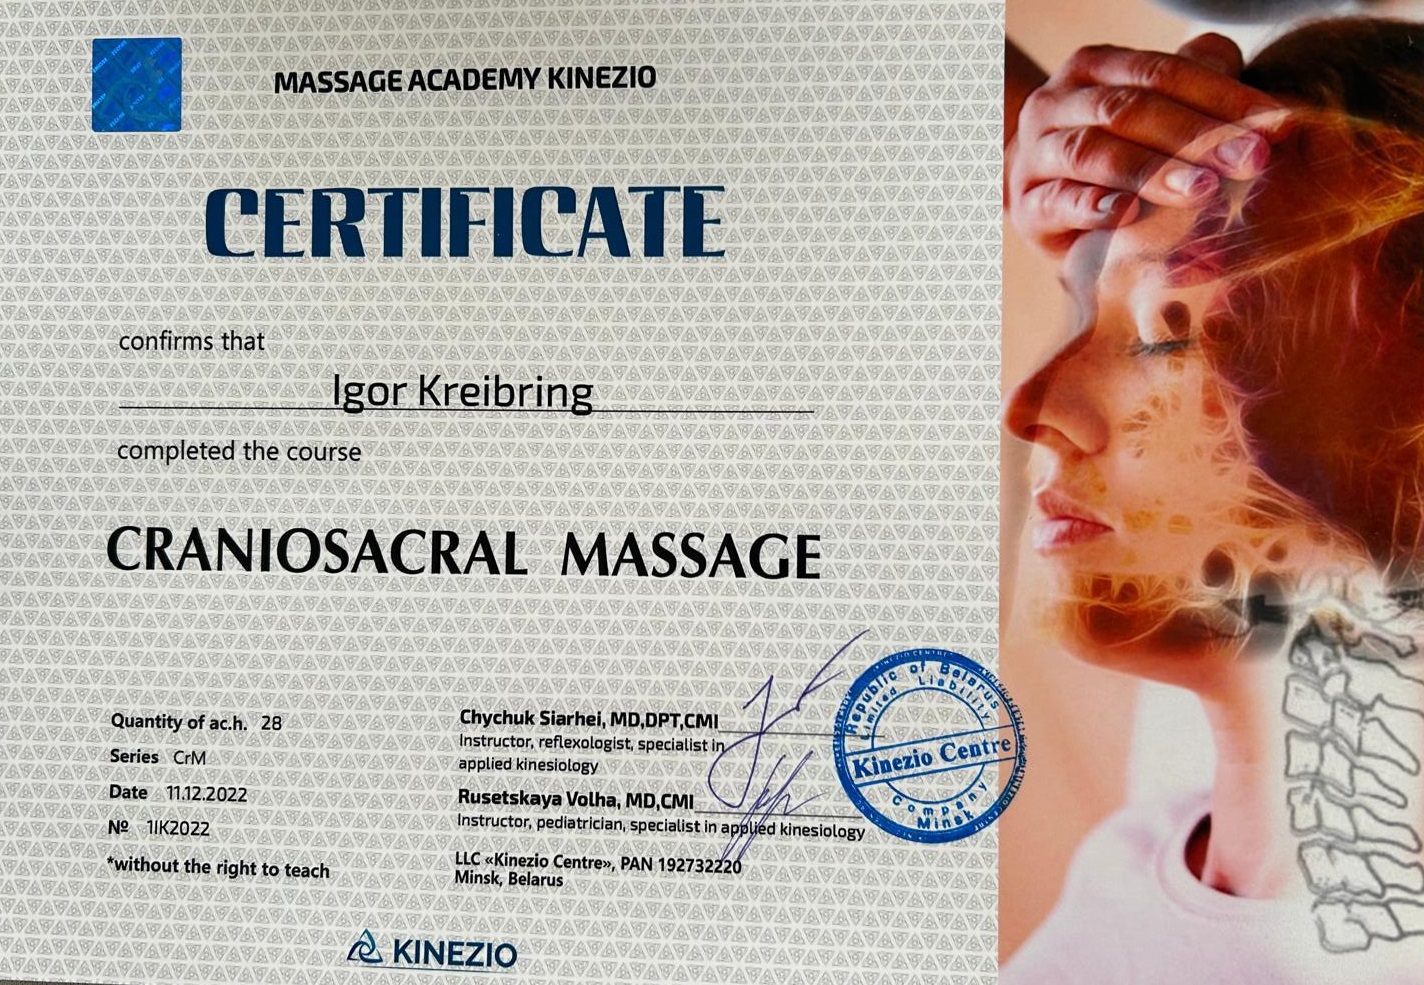 MASSAGE ACADEMY KINEZIO
CERTIFICATE
confirms that
Igor Kreibring
completed the course
CRANIOSACRAL MASSAGE
Quantity of ac.h. 28
Series CrM
Date 11.12.2022
№ 1IK2022
*without the right to teach
Chychuk Siarhei, MD,DPT,CMI
Instructor, reflexologist, specialist in
applied kinesiology
Rusetskaya Volha, MD,CMI
Instructor, pediatrician, specialist in applied kinesiology
LLC «Kinezio Centre», PAN 192732220
Minsk, Belarus
Republic of Belarus
Limited Liability
Kinezio Centre
Company
Minsk
KINEZIO